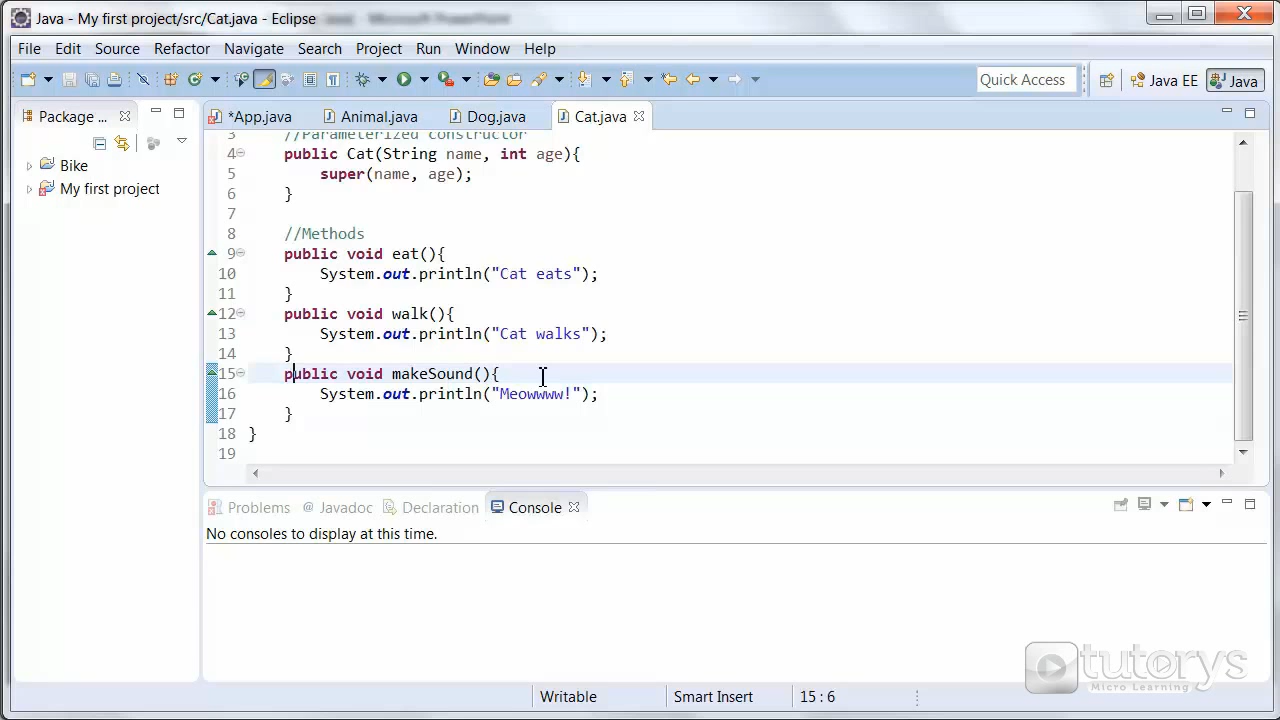 Java - My first project/src/Cat.java - Eclipse
File Edit Source Refactor Navigate Search Project Run Window Help
Quick Access Java EE Java
Package ...
*App.java Animal.java Dog.java Cat.java
Bike
My first project
3 //Parameterized constructor
4 public Cat(String name, int age){
5 super(name, age);
6 }
7
8 //Methods
9 public void eat(){
10 System.out.println("Cat eats");
11 }
12 public void walk(){
13 System.out.println("Cat walks");
14 }
15 public void makeSound(){
16 System.out.println("Meowwww!");
17 }
18 }
19
Problems @ Javadoc Declaration Console
No consoles to display at this time.
Writable Smart Insert 15 : 6
tutorys
Micro Learning